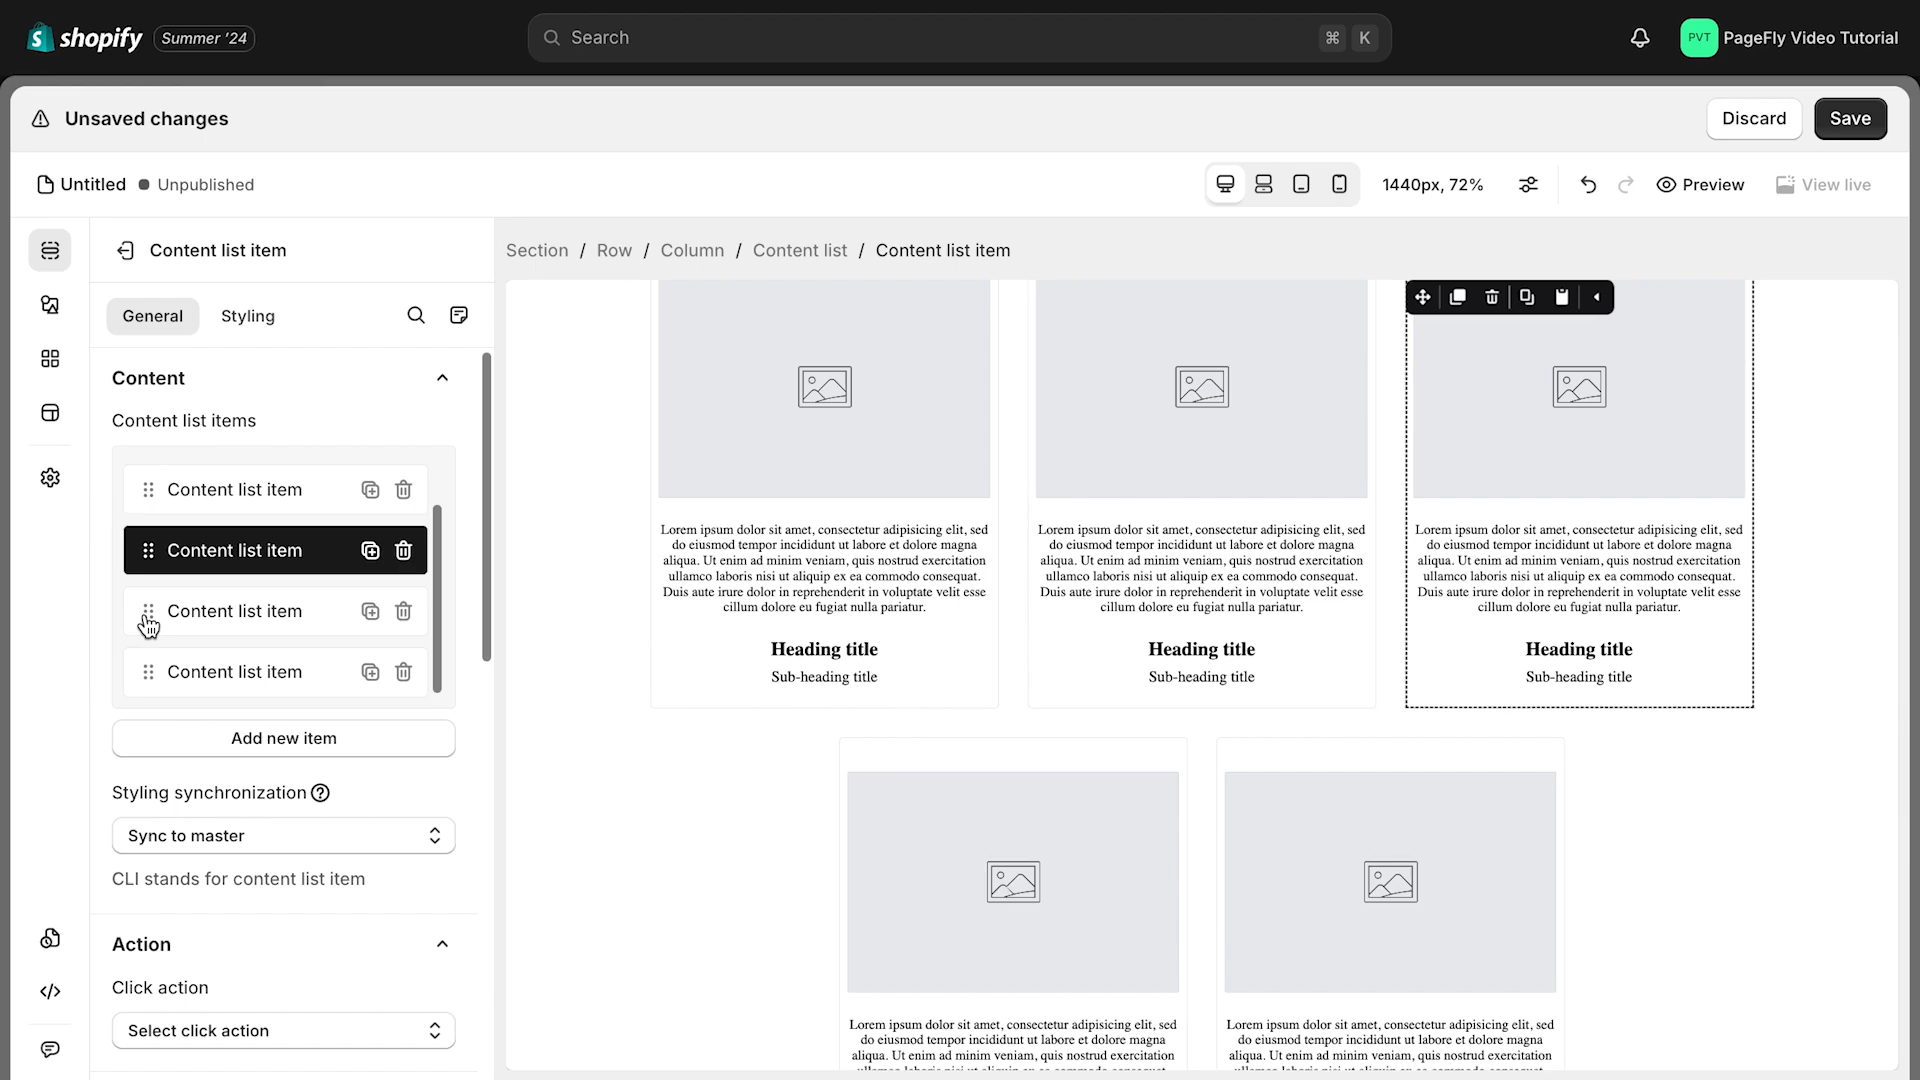 shopify Summer '24 Search ⌘ K PVT PageFly Video Tutorial
Unsaved changes Discard Save
Untitled Unpublished 1440px, 72% Preview View live
Content list item Section / Row / Column / Content list / Content list item
General Styling
Content
Content list items
Content list item
Content list item
Content list item
Content list item
Add new item
Styling synchronization
Sync to master
CLI stands for content list item
Action
Click action
Select click action
Lorem ipsum dolor sit amet, consectetur adipisicing elit, sed
do eiusmod tempor incididunt ut labore et dolore magna
aliqua. Ut enim ad minim veniam, quis nostrud exercitation
ullamco laboris nisi ut aliquip ex ea commodo consequat.
Duis aute irure dolor in reprehenderit in voluptate velit esse
cillum dolore eu fugiat nulla pariatur.
Heading title
Sub-heading title
Lorem ipsum dolor sit amet, consectetur adipisicing elit, sed
do eiusmod tempor incididunt ut labore et dolore magna
aliqua. Ut enim ad minim veniam, quis nostrud exercitation
ullamco laboris nisi ut aliquip ex ea commodo consequat.
Duis aute irure dolor in reprehenderit in voluptate velit esse
cillum dolore eu fugiat nulla pariatur.
Heading title
Sub-heading title
Lorem ipsum dolor sit amet, consectetur adipisicing elit, sed
do eiusmod tempor incididunt ut labore et dolore magna
aliqua. Ut enim ad minim veniam, quis nostrud exercitation
ullamco laboris nisi ut aliquip ex ea commodo consequat.
Duis aute irure dolor in reprehenderit in voluptate velit esse
cillum dolore eu fugiat nulla pariatur.
Heading title
Sub-heading title
Lorem ipsum dolor sit amet, consectetur adipisicing elit, sed
do eiusmod tempor incididunt ut labore et dolore magna
aliqua. Ut enim ad minim veniam, quis nostrud exercitation
Lorem ipsum dolor sit amet, consectetur adipisicing elit, sed
do eiusmod tempor incididunt ut labore et dolore magna
aliqua. Ut enim ad minim veniam, quis nostrud exercitation